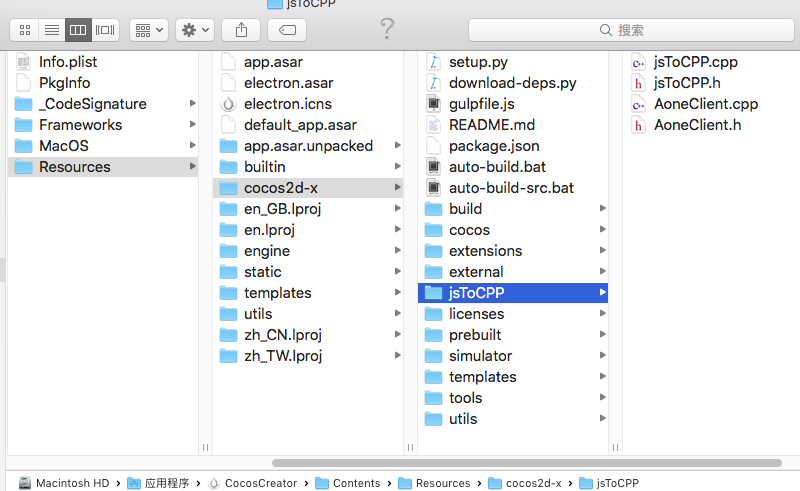 jsToCPP
搜索
Info.plist
PkgInfo
_CodeSignature
Frameworks
MacOS
Resources
app.asar
electron.asar
electron.icns
default_app.asar
app.asar.unpacked
builtin
cocos2d-x
en_GB.lproj
en.lproj
engine
static
templates
utils
zh_CN.lproj
zh_TW.lproj
setup.py
download-deps.py
gulpfile.js
README.md
package.json
auto-build.bat
auto-build-src.bat
build
cocos
extensions
external
jsToCPP
licenses
prebuilt
simulator
templates
tools
utils
jsToCPP.cpp
jsToCPP.h
AoneClient.cpp
AoneClient.h
Macintosh HD › 应用程序 › CocosCreator › Contents › Resources › cocos2d-x › jsToCPP